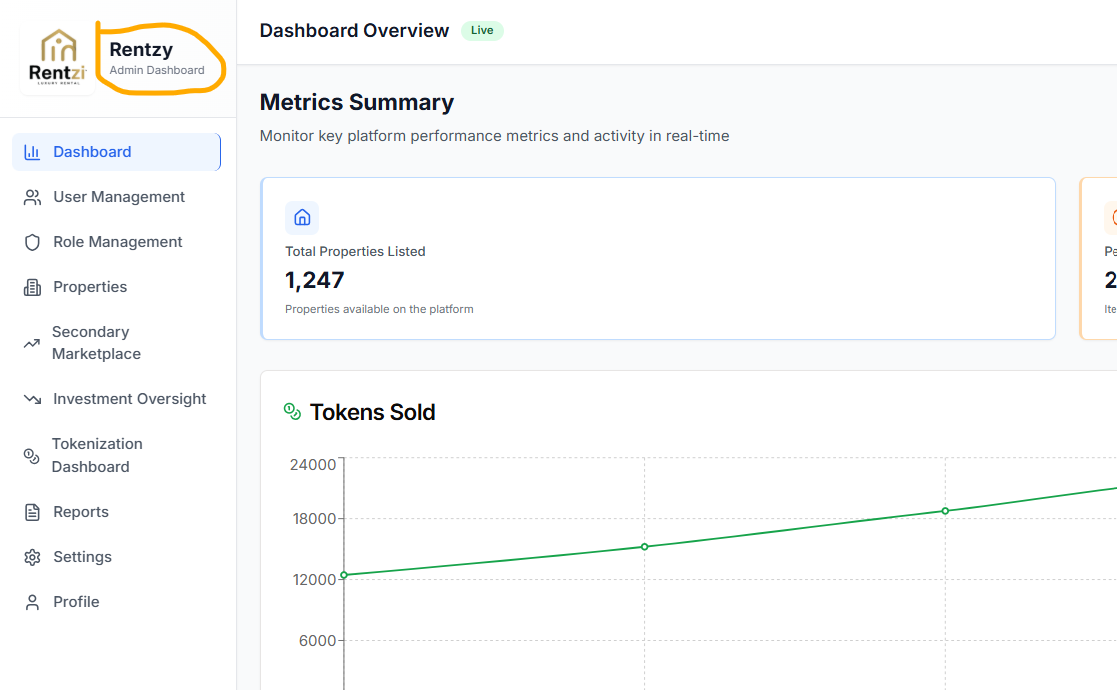 Rentzi
LUXURY RENTAL
Rentzy
Admin Dashboard
Dashboard
User Management
Role Management
Properties
Secondary
Marketplace
Investment Oversight
Tokenization
Dashboard
Reports
Settings
Profile
Dashboard Overview
Live
Metrics Summary
Monitor key platform performance metrics and activity in real-time
Total Properties Listed
1,247
Properties available on the platform
Pe
2
Ite
Tokens Sold
24000
18000
12000
6000